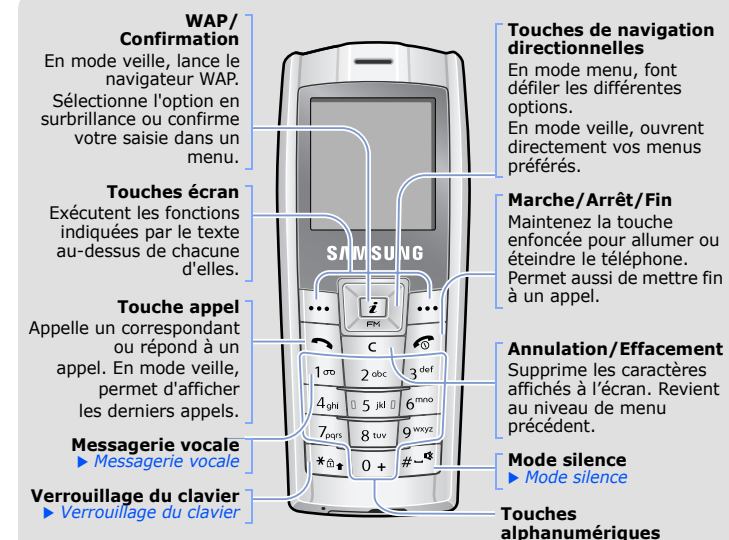 WAP/
Confirmation
En mode veille, lance le
navigateur WAP.
Sélectionne l'option en
surbrillance ou confirme
votre saisie dans un
menu.
Touches écran
Exécutent les fonctions
indiquées par le texte
au-dessus de chacune
d'elles.
Touche appel
Appelle un correspondant
ou répond à un
appel. En mode veille,
permet d'afficher
les derniers appels.
Messagerie vocale
▶ Messagerie vocale
Verrouillage du clavier
▶ Verrouillage du clavier
SAMSUNG
i
FM
C
1
2 abc
3 def
4 ghi
5 jkl
6 mno
7 pqrs
8 tuv
9 wxyz
*
0 +
#
Touches de navigation
directionnelles
En mode menu, font
défiler les différentes
options.
En mode veille, ouvrent
directement vos menus
préférés.
Marche/Arrêt/Fin
Maintenez la touche
enfoncée pour allumer ou
éteindre le téléphone.
Permet aussi de mettre fin
à un appel.
Annulation/Effacement
Supprime les caractères
affichés à l’écran. Revient
au niveau de menu
précédent.
Mode silence
▶ Mode silence
Touches
alphanumériques